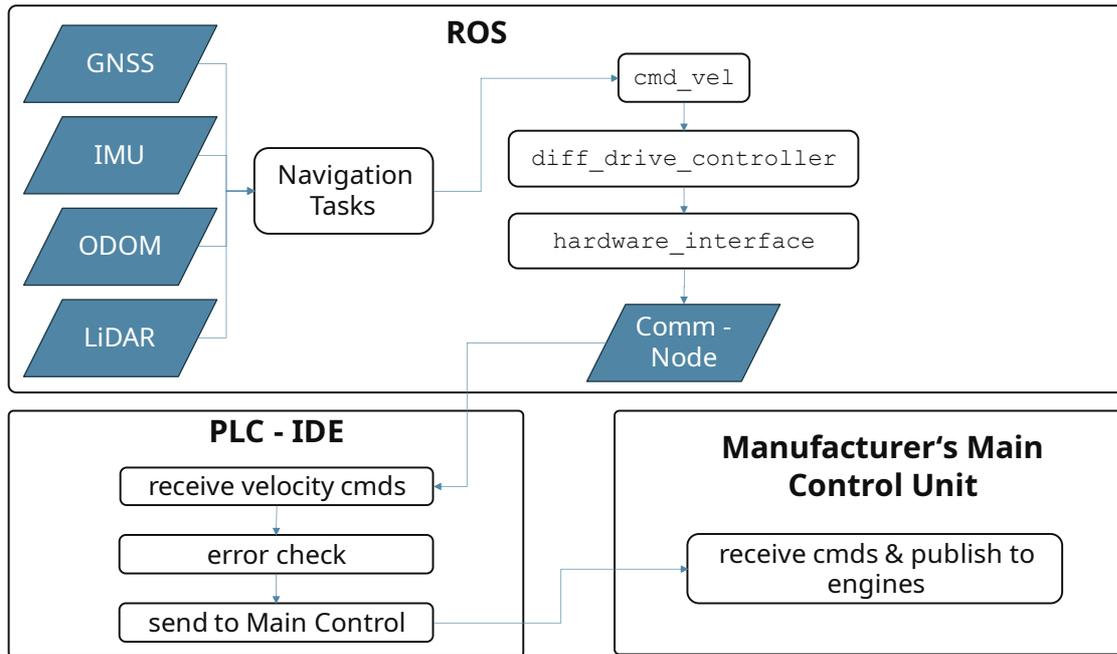 ROS
GNSS
IMU
ODOM
LiDAR
Navigation
Tasks
cmd_vel
diff_drive_controller
hardware_interface
Comm -
Node
PLC - IDE
receive velocity cmds
error check
send to Main Control
Manufacturer‘s Main
Control Unit
receive cmds & publish to
engines